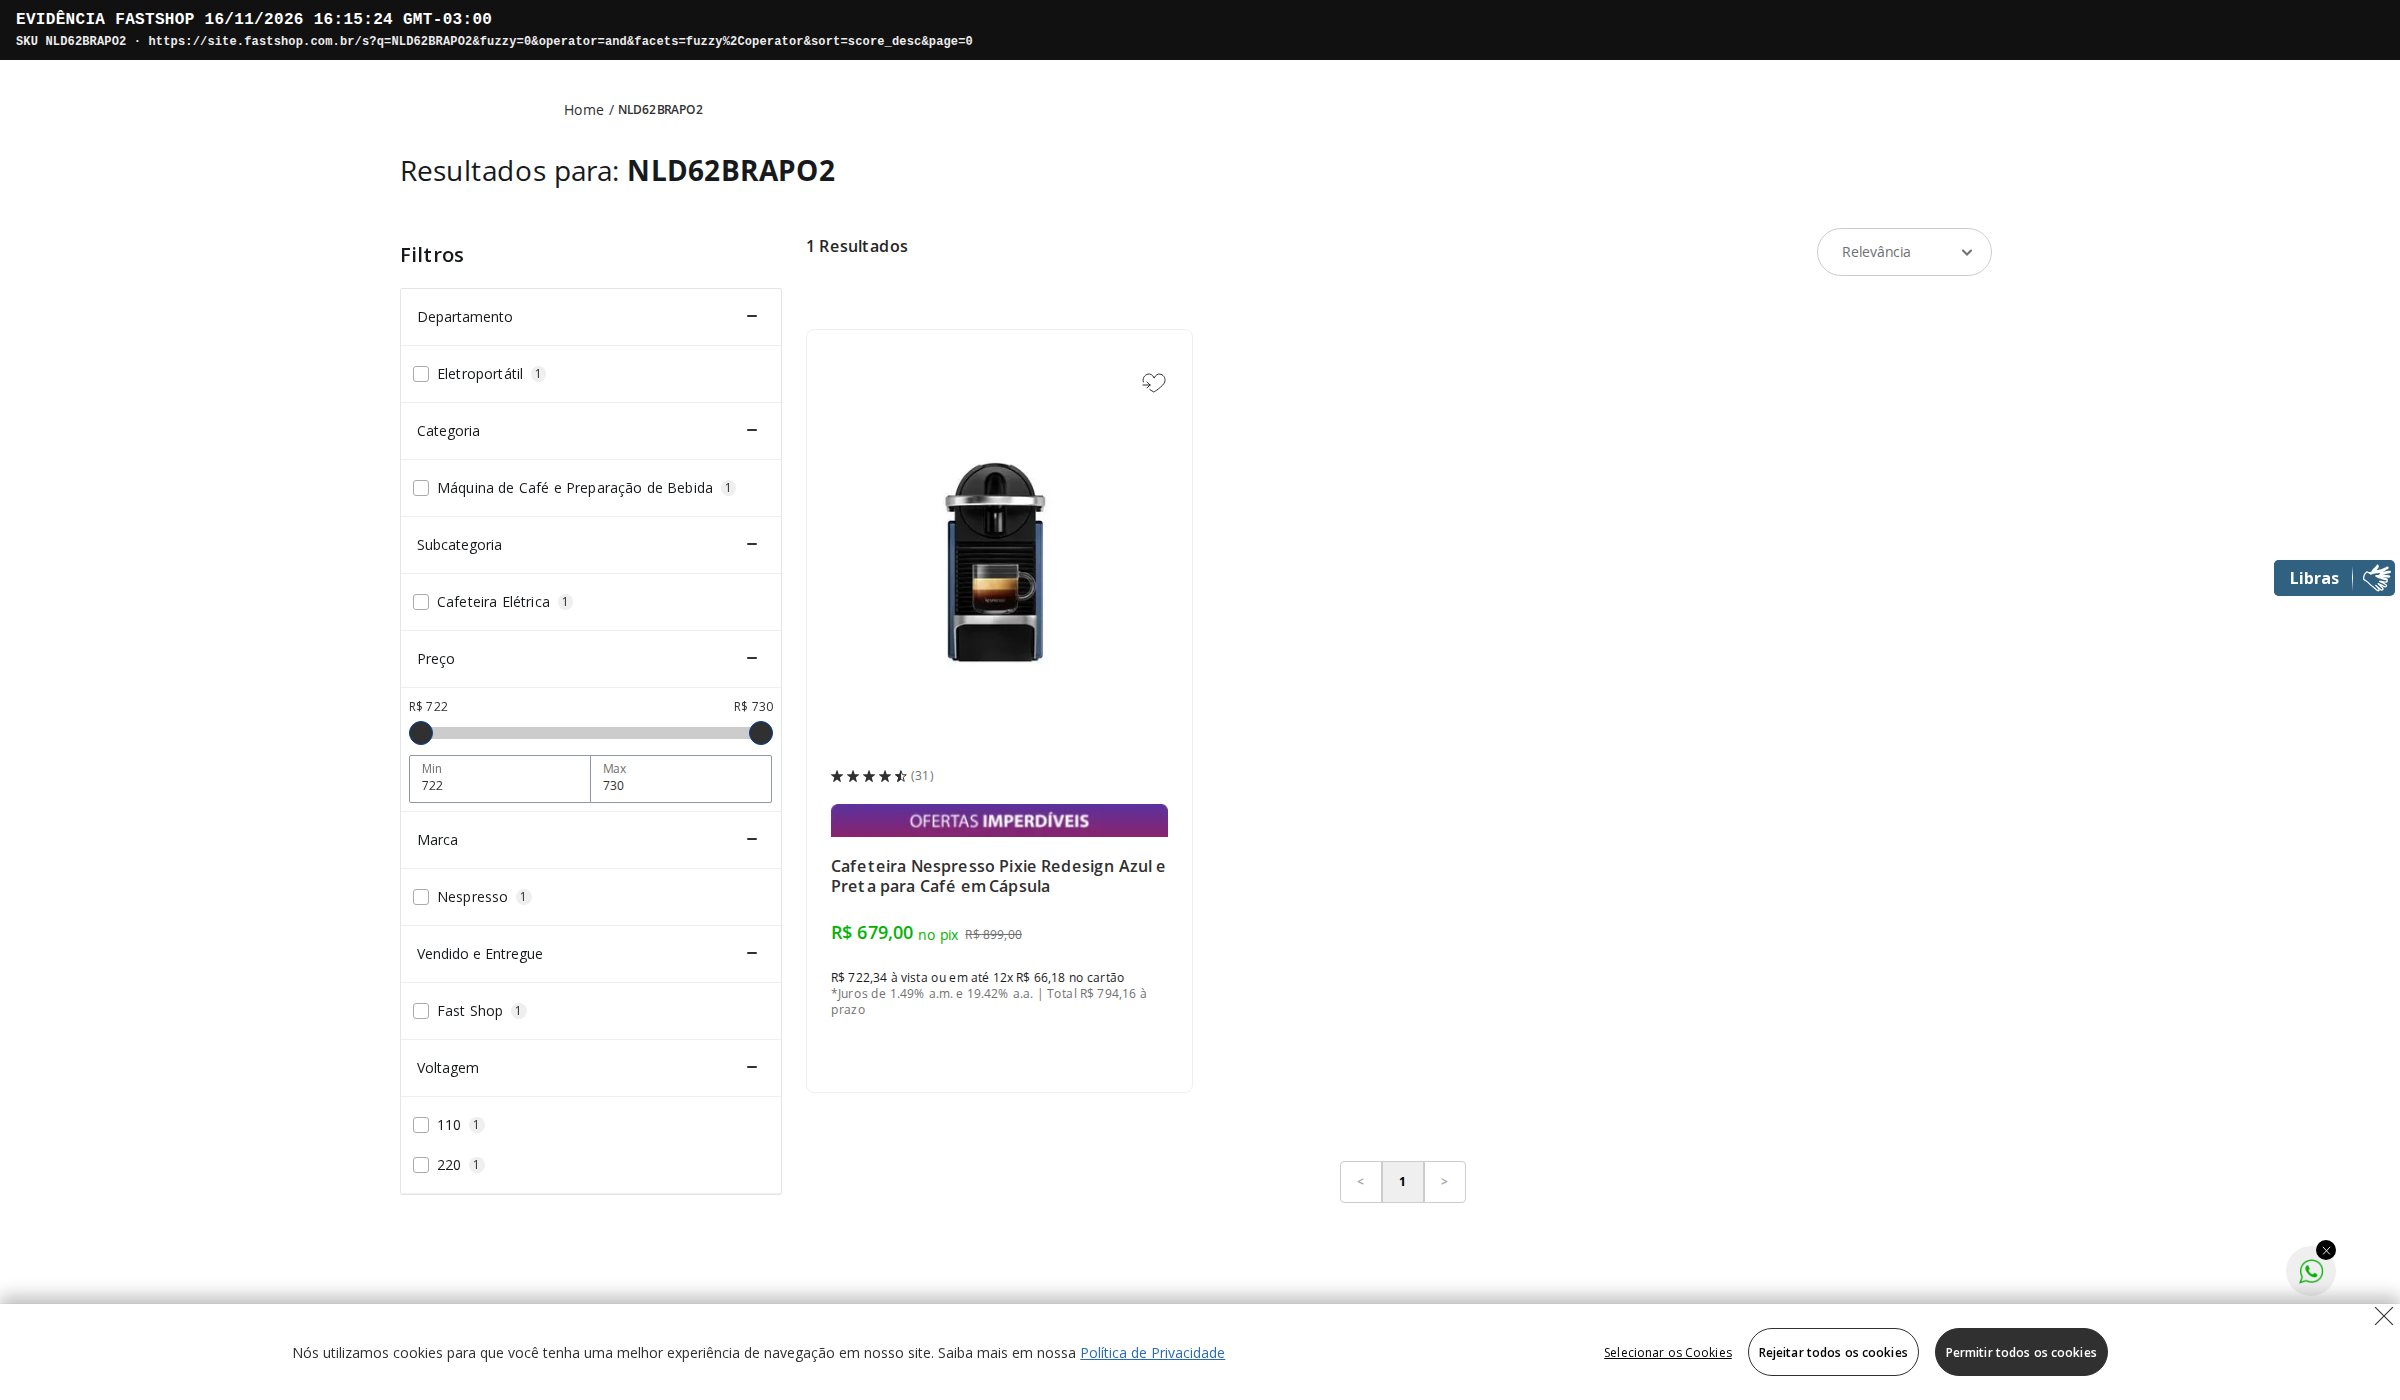 EVIDÊNCIA FASTSHOP 16/11/2026 16:15:24 GMT-03:00
SKU NLD62BRAPO2 · https://site.fastshop.com.br/s?q=NLD62BRAPO2&fuzzy=0&operator=and&facets=fuzzy%2Coperator&sort=score_desc&page=0
Home / NLD62BRAPO2
Resultados para: NLD62BRAPO2
Filtros
1 Resultados
Relevância
Departamento
Eletroportátil 1
Categoria
Máquina de Café e Preparação de Bebida 1
Subcategoria
Cafeteira Elétrica 1
Preço
R$ 722
R$ 730
Min
722
Max
730
Marca
Nespresso 1
Vendido e Entregue
Fast Shop 1
Voltagem
110 1
220 1
(31)
OFERTAS IMPERDÍVEIS
Cafeteira Nespresso Pixie Redesign Azul e
Preta para Café em Cápsula
R$ 679,00 no pix R$ 899,00
R$ 722,34 à vista ou em até 12x R$ 66,18 no cartão
*Juros de 1.49% a.m. e 19.42% a.a. | Total R$ 794,16 à
prazo
< 1 >
Libras
Nós utilizamos cookies para que você tenha uma melhor experiência de navegação em nosso site. Saiba mais em nossa Política de Privacidade
Selecionar os Cookies
Rejeitar todos os cookies
Permitir todos os cookies